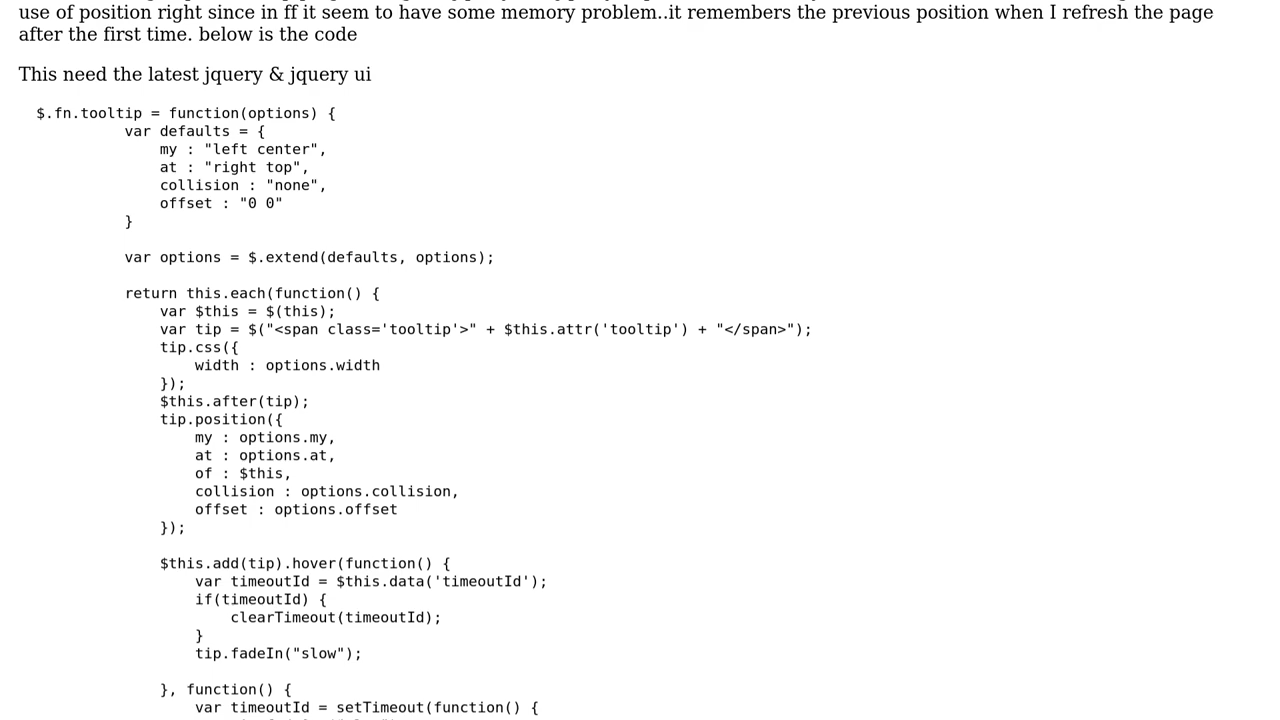 use of position right since in ff it seem to have some memory problem..it remembers the previous position when I refresh the page
after the first time. below is the code
This need the latest jquery & jquery ui
$.fn.tooltip = function(options) {
var defaults = {
my : "left center",
at : "right top",
collision : "none",
offset : "0 0"
}
var options = $.extend(defaults, options);
return this.each(function() {
var $this = $(this);
var tip = $("<span class='tooltip'>" + $this.attr('tooltip') + "</span>");
tip.css({
width : options.width
});
$this.after(tip);
tip.position({
my : options.my,
at : options.at,
of : $this,
collision : options.collision,
offset : options.offset
});
$this.add(tip).hover(function() {
var timeoutId = $this.data('timeoutId');
if(timeoutId) {
clearTimeout(timeoutId);
}
tip.fadeIn("slow");
}, function() {
var timeoutId = setTimeout(function() {